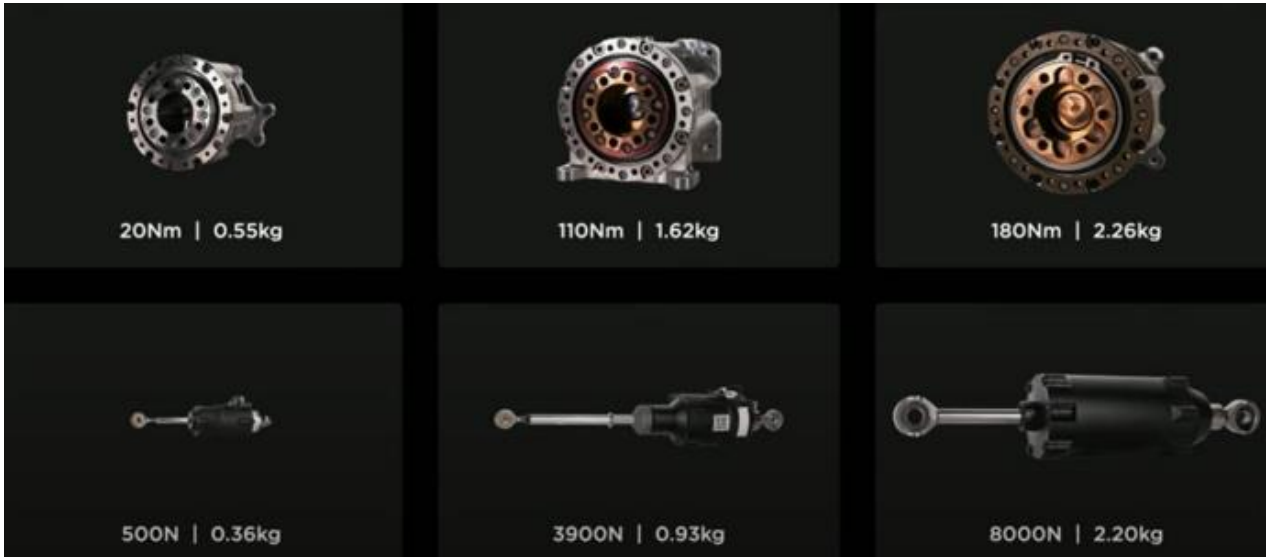 20Nm | 0.55kg
110Nm | 1.62kg
180Nm | 2.26kg
500N | 0.36kg
3900N | 0.93kg
8000N | 2.20kg